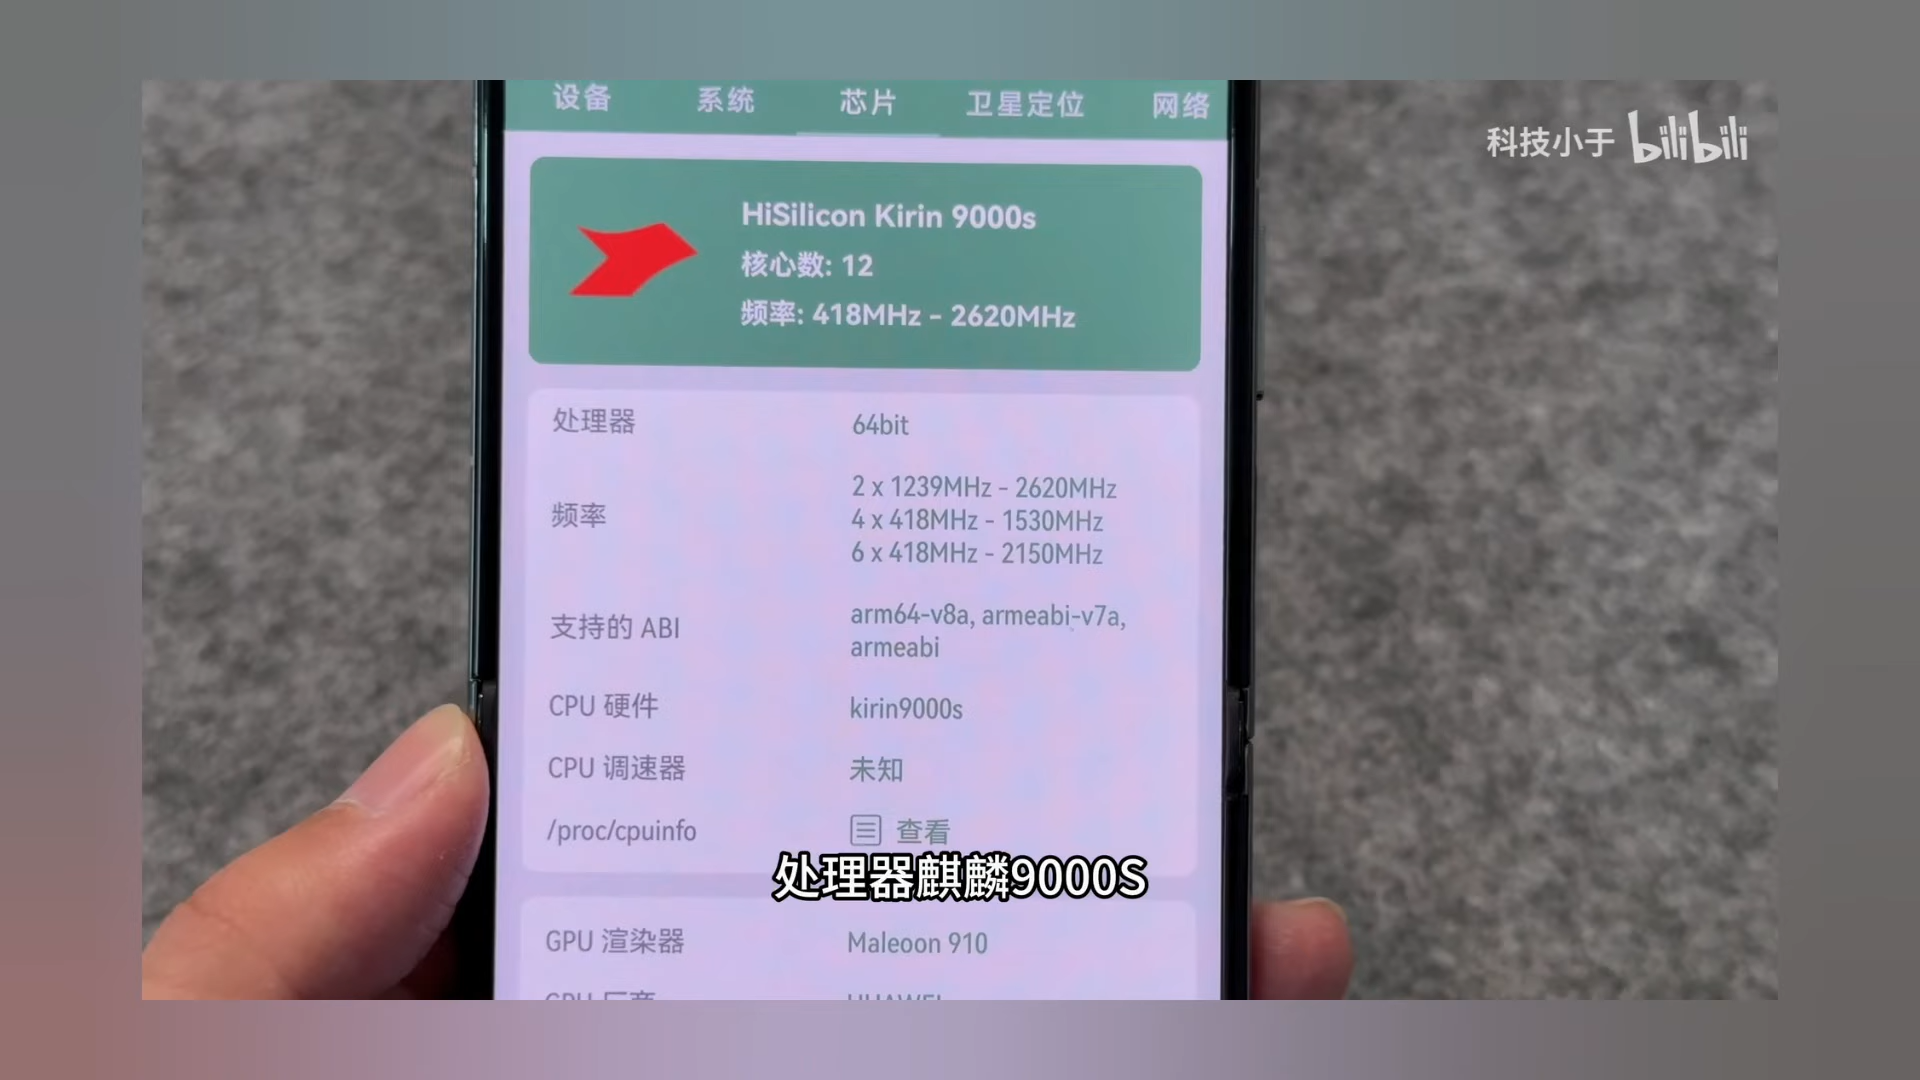 设备 系统 芯片 卫星定位 网络
科技小于 bilibili
HiSilicon Kirin 9000s
核心数: 12
频率: 418MHz - 2620MHz
处理器 64bit
频率
2 x 1239MHz - 2620MHz
4 x 418MHz - 1530MHz
6 x 418MHz - 2150MHz
支持的 ABI
arm64-v8a, armeabi-v7a,
armeabi
CPU 硬件 kirin9000s
CPU 调速器 未知
/proc/cpuinfo 查看
处理器麒麟9000S
GPU 渲染器 Maleoon 910
GPU 厂商 HUAWEI